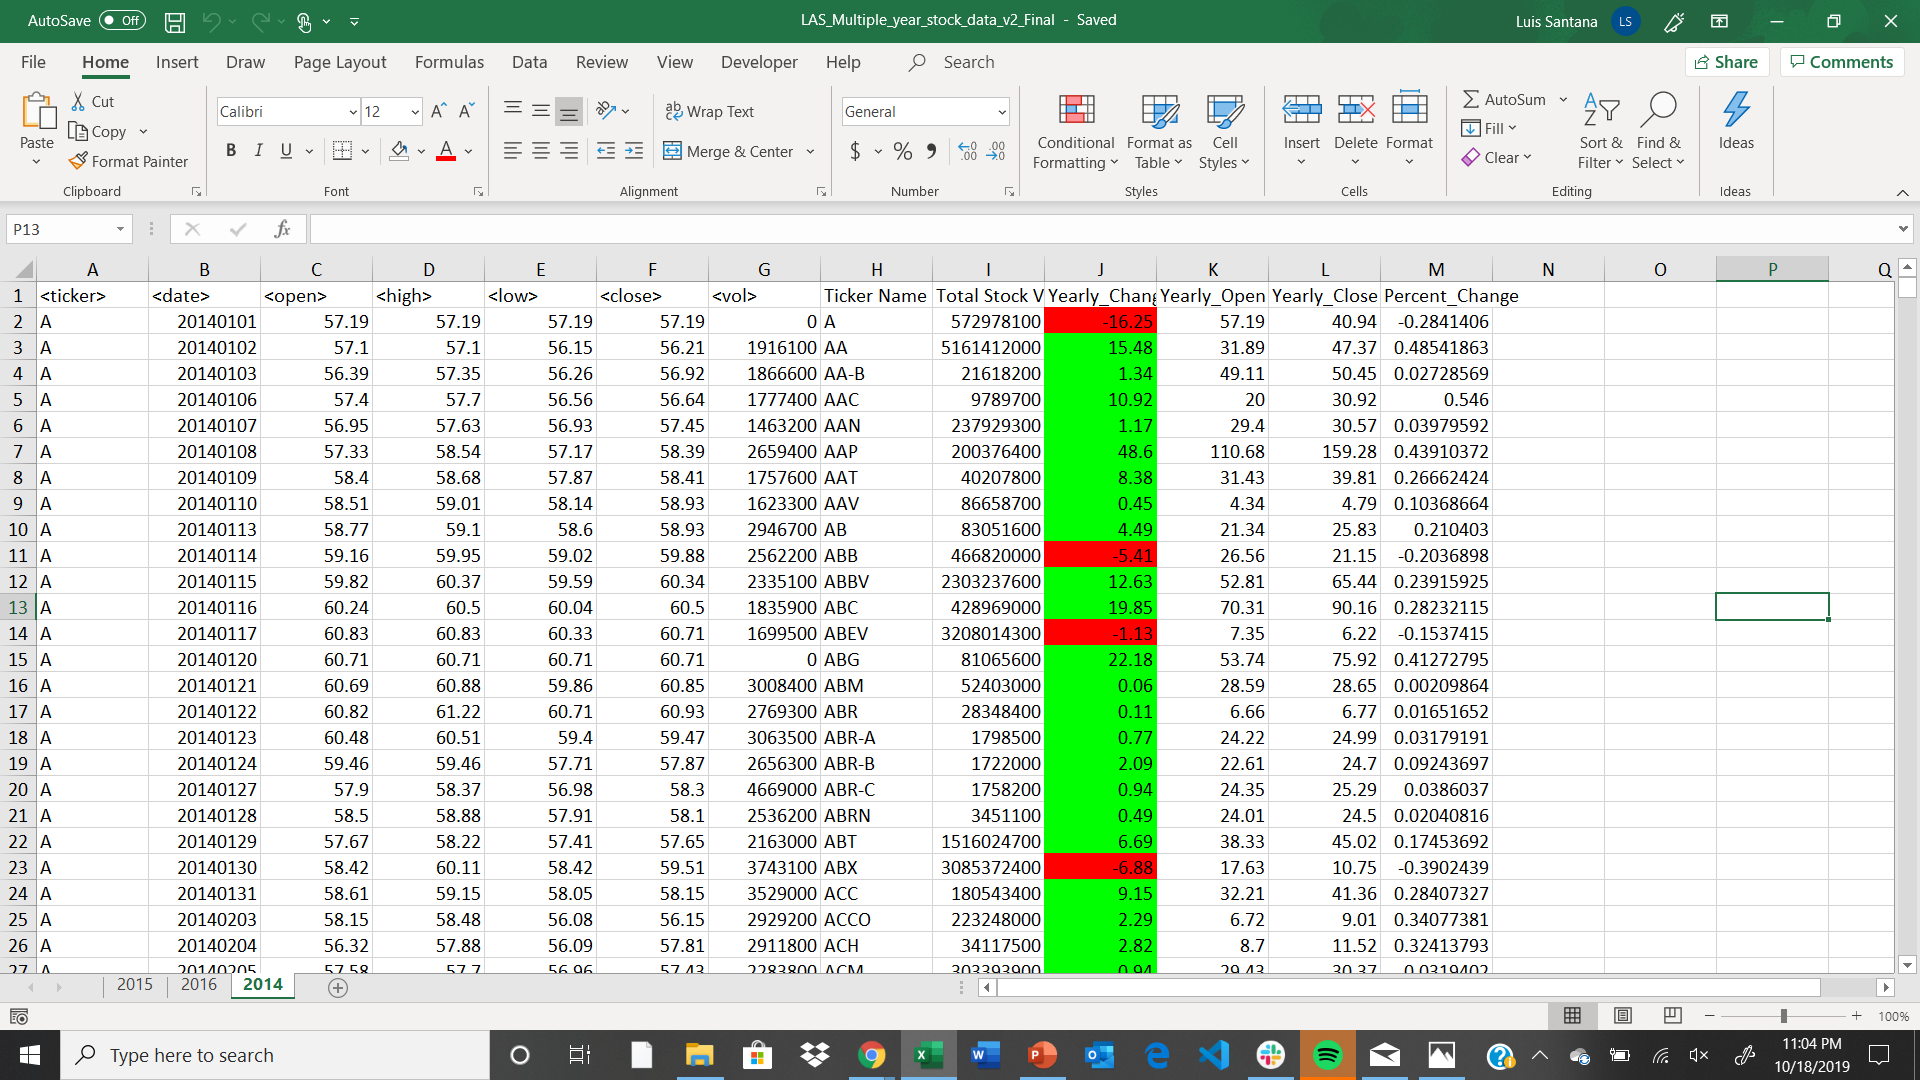 AutoSave Off LAS_Multiple_year_stock_data_v2_Final - Saved Luis Santana LS
File Home Insert Draw Page Layout Formulas Data Review View Developer Help Search Share Comments
Paste Cut Copy Format Painter Calibri 12 Wrap Text Merge & Center General Conditional Formatting Format as Table Cell Styles Insert Delete Format AutoSum Fill Clear Sort & Filter Find & Select Ideas
Clipboard Font Alignment Number Styles Cells Editing Ideas
P13 fx
A B C D E F G H I J K L M N O P Q
1 <ticker> <date> <open> <high> <low> <close> <vol> Ticker Name Total Stock V Yearly_Chang Yearly_Open Yearly_Close Percent_Change
2 A 20140101 57.19 57.19 57.19 57.19 0 A 572978100 -16.25 57.19 40.94 -0.2841406
3 A 20140102 57.1 57.1 56.15 56.21 1916100 AA 5161412000 15.48 31.89 47.37 0.48541863
4 A 20140103 56.39 57.35 56.26 56.92 1866600 AA-B 21618200 1.34 49.11 50.45 0.02728569
5 A 20140106 57.4 57.7 56.56 56.64 1777400 AAC 9789700 10.92 20 30.92 0.546
6 A 20140107 56.95 57.63 56.93 57.45 1463200 AAN 237929300 1.17 29.4 30.57 0.03979592
7 A 20140108 57.33 58.54 57.17 58.39 2659400 AAP 200376400 48.6 110.68 159.28 0.43910372
8 A 20140109 58.4 58.68 57.87 58.41 1757600 AAT 40207800 8.38 31.43 39.81 0.26662424
9 A 20140110 58.51 59.01 58.14 58.93 1623300 AAV 86658700 0.45 4.34 4.79 0.10368664
10 A 20140113 58.77 59.1 58.6 58.93 2946700 AB 83051600 4.49 21.34 25.83 0.210403
11 A 20140114 59.16 59.95 59.02 59.88 2562200 ABB 466820000 -5.41 26.56 21.15 -0.2036898
12 A 20140115 59.82 60.37 59.59 60.34 2335100 ABBV 2303237600 12.63 52.81 65.44 0.23915925
13 A 20140116 60.24 60.5 60.04 60.5 1835900 ABC 428969000 19.85 70.31 90.16 0.28232115
14 A 20140117 60.83 60.83 60.33 60.71 1699500 ABEV 3208014300 -1.13 7.35 6.22 -0.1537415
15 A 20140120 60.71 60.71 60.71 60.71 0 ABG 81065600 22.18 53.74 75.92 0.41272795
16 A 20140121 60.69 60.88 59.86 60.85 3008400 ABM 52403000 0.06 28.59 28.65 0.00209864
17 A 20140122 60.82 61.22 60.71 60.93 2769300 ABR 28348400 0.11 6.66 6.77 0.01651652
18 A 20140123 60.48 60.51 59.4 59.47 3063500 ABR-A 1798500 0.77 24.22 24.99 0.03179191
19 A 20140124 59.46 59.46 57.71 57.87 2656300 ABR-B 1722000 2.09 22.61 24.7 0.09243697
20 A 20140127 57.9 58.37 56.98 58.3 4669000 ABR-C 1758200 0.94 24.35 25.29 0.0386037
21 A 20140128 58.5 58.88 57.91 58.1 2536200 ABRN 3451100 0.49 24.01 24.5 0.02040816
22 A 20140129 57.67 58.22 57.41 57.65 2163000 ABT 1516024700 6.69 38.33 45.02 0.17453692
23 A 20140130 58.42 60.11 58.42 59.51 3743100 ABX 3085372400 -6.88 17.63 10.75 -0.3902439
24 A 20140131 58.61 59.15 58.05 58.15 3529000 ACC 180543400 9.15 32.21 41.36 0.28407327
25 A 20140203 58.15 58.48 56.08 56.15 2929200 ACCO 223248000 2.29 6.72 9.01 0.34077381
26 A 20140204 56.32 57.88 56.09 57.81 2911800 ACH 34117500 2.82 8.7 11.52 0.32413793
27 A 20140205 57.58 57.7 56.96 57.43 2283800 ACM 303393900 0.94 29.43 30.37 0.0319402
2015 2016 2014
100%
Type here to search 11:04 PM
10/18/2019